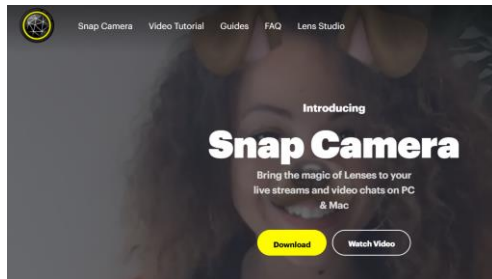 Snap Camera Video Tutorial Guides FAQ Lens Studio
Introducing
Snap Camera
Bring the magic of Lenses to your
live streams and video chats on PC
& Mac
Download Watch Video